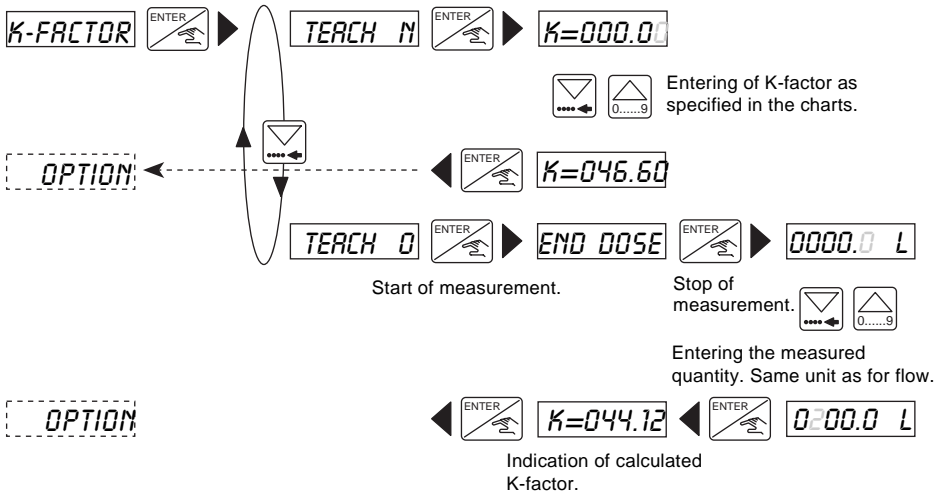 K-FACTOR ENTER TEACH N ENTER K=000.00
•••• 0......9 Entering of K-factor as
specified in the charts.
••••
OPTION ENTER K=046.60
TEACH O ENTER END DOSE ENTER 0000.0 L
Start of measurement.
Stop of
measurement. •••• 0......9
Entering the measured
quantity. Same unit as for flow.
OPTION ENTER K=044.12 ENTER 0200.0 L
Indication of calculated
K-factor.